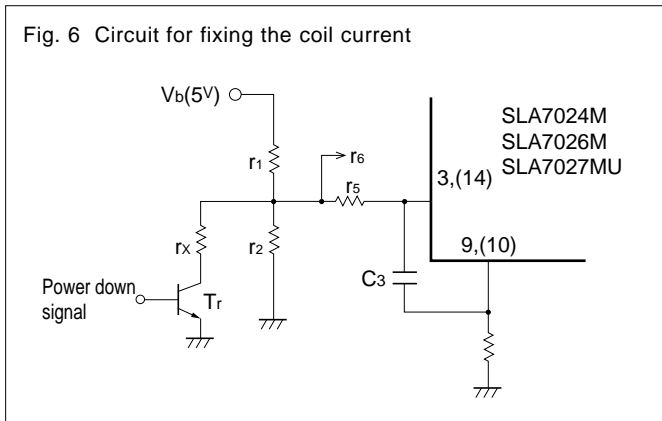 Fig. 6 Circuit for fixing the coil current
Vb(5V)
SLA7024M
SLA7026M
SLA7027MU
r1
r6
r5
3,(14)
rX
r2
9,(10)
C3
Power down
signal
Tr